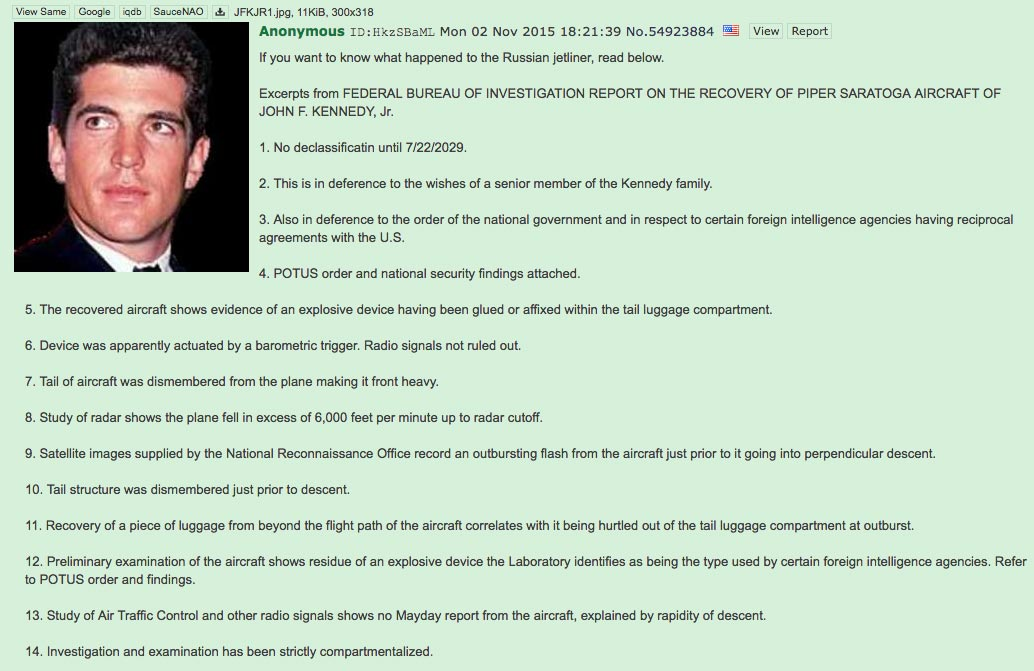 View Same Google iqdb SauceNAO JFKJR1.jpg, 11KiB, 300x318
Anonymous ID:HkzSBaML Mon 02 Nov 2015 18:21:39 No.54923884 View Report
If you want to know what happened to the Russian jetliner, read below.
Excerpts from FEDERAL BUREAU OF INVESTIGATION REPORT ON THE RECOVERY OF PIPER SARATOGA AIRCRAFT OF
JOHN F. KENNEDY, Jr.
1. No declassificatin until 7/22/2029.
2. This is in deference to the wishes of a senior member of the Kennedy family.
3. Also in deference to the order of the national government and in respect to certain foreign intelligence agencies having reciprocal
agreements with the U.S.
4. POTUS order and national security findings attached.
5. The recovered aircraft shows evidence of an explosive device having been glued or affixed within the tail luggage compartment.
6. Device was apparently actuated by a barometric trigger. Radio signals not ruled out.
7. Tail of aircraft was dismembered from the plane making it front heavy.
8. Study of radar shows the plane fell in excess of 6,000 feet per minute up to radar cutoff.
9. Satellite images supplied by the National Reconnaissance Office record an outbursting flash from the aircraft just prior to it going into perpendicular descent.
10. Tail structure was dismembered just prior to descent.
11. Recovery of a piece of luggage from beyond the flight path of the aircraft correlates with it being hurtled out of the tail luggage compartment at outburst.
12. Preliminary examination of the aircraft shows residue of an explosive device the Laboratory identifies as being the type used by certain foreign intelligence agencies. Refer
to POTUS order and findings.
13. Study of Air Traffic Control and other radio signals shows no Mayday report from the aircraft, explained by rapidity of descent.
14. Investigation and examination has been strictly compartmentalized.